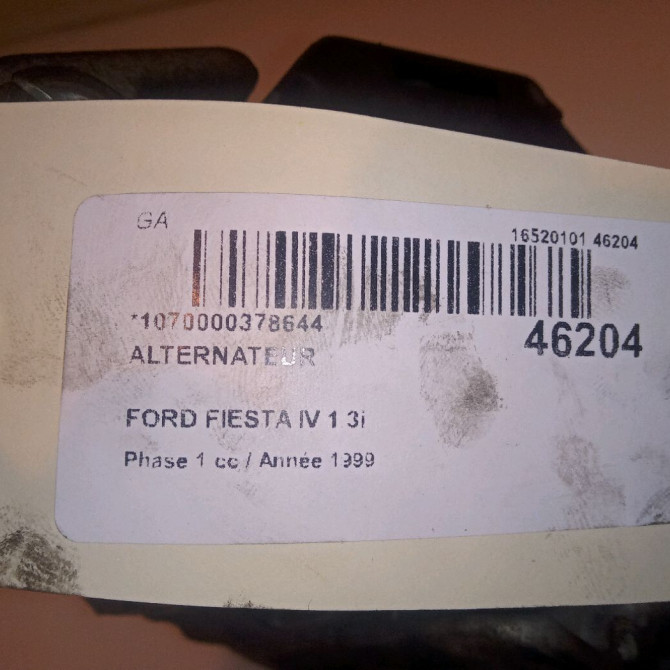 GA
16520101 46204
*1070000378644
46204
ALTERNATEUR
FORD FIESTA IV 1 3i
Phase 1 cc / Année 1999